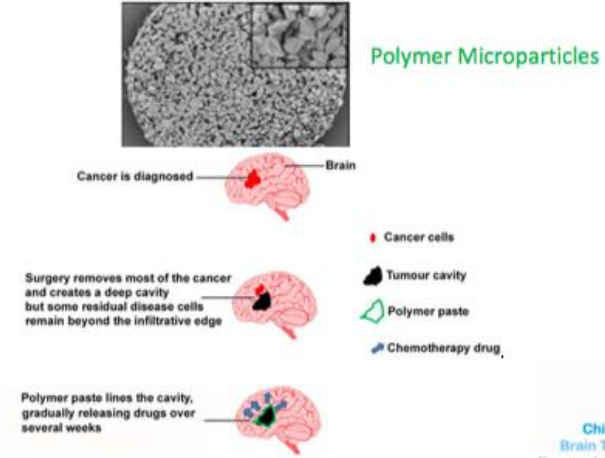 Polymer Microparticles
Cancer is diagnosed
Brain
Cancer cells
Surgery removes most of the cancer
and creates a deep cavity
but some residual disease cells
remain beyond the infiltrative edge
Tumour cavity
Polymer paste
Chemotherapy drug
Polymer paste lines the cavity,
gradually releasing drugs over
several weeks
Chi
Brain T